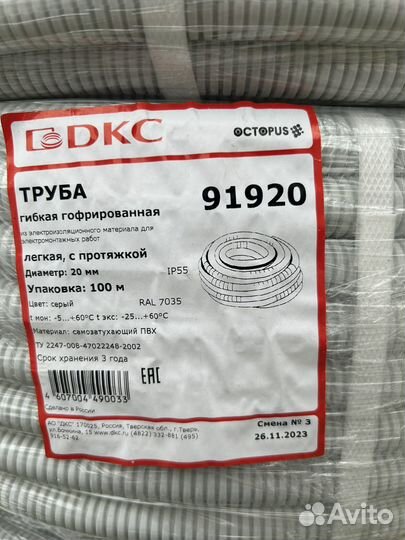 DKC
OCTOPUS
ТРУБА
91920
гибкая гофрированная
из электроизоляционного материала для
электромонтажных работ
легкая, с протяжкой
Диаметр: 20 мм
IP55
Упаковка: 100 м
Цвет: серый
RAL 7035
t мон: -5...+60°С t экс: -25...+60°С
Материал: самозатухающий ПВХ
ТУ 2247-008-47022248-2002
Срок хранения 3 года
EAC
4 607004 490033
Сделано в России
АО "ДКС" 170025, Россия, Тверская обл., г.Тверь,
ул.Бочкина, 15 www.dkc.ru (4822) 332-881 (495)
916-52-62
Смена № 3
26.11.2023
Avito